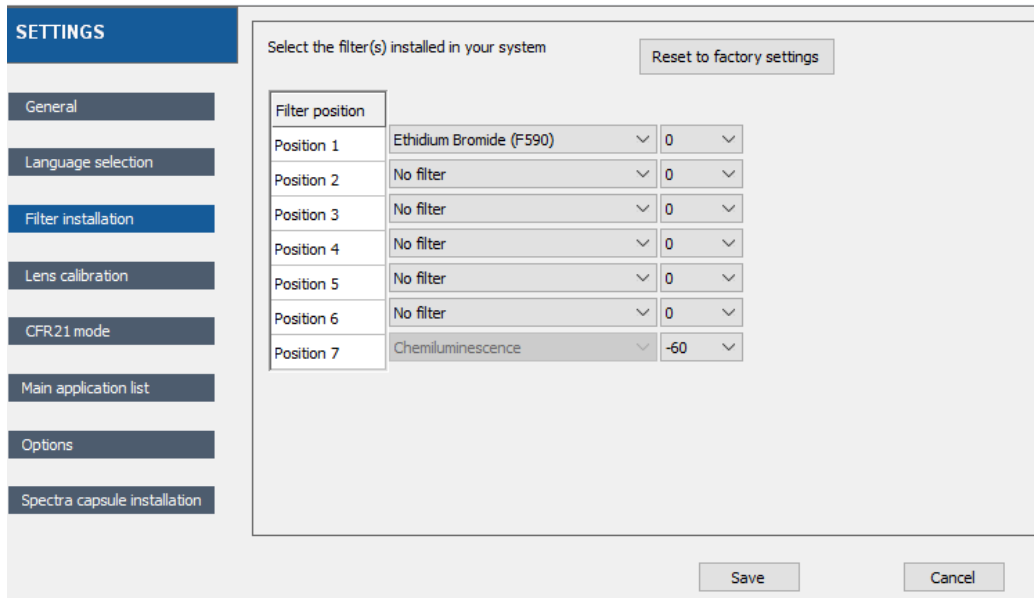 SETTINGS
General
Language selection
Filter installation
Lens calibration
CFR21 mode
Main application list
Options
Spectra capsule installation
Select the filter(s) installed in your system
Reset to factory settings
Filter position
Position 1 Ethidium Bromide (F590) 0
Position 2 No filter 0
Position 3 No filter 0
Position 4 No filter 0
Position 5 No filter 0
Position 6 No filter 0
Position 7 Chemiluminescence -60
Save Cancel